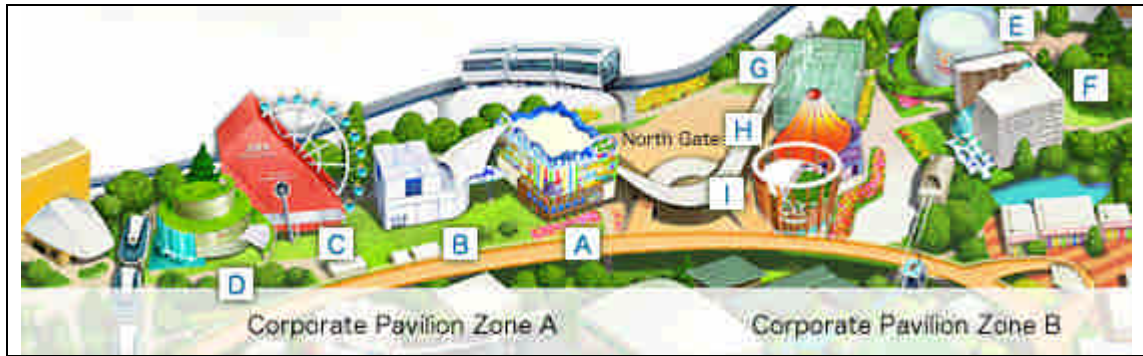 E
G
F
North Gate
H
I
C
B
A
D
Corporate Pavilion Zone A
Corporate Pavilion Zone B